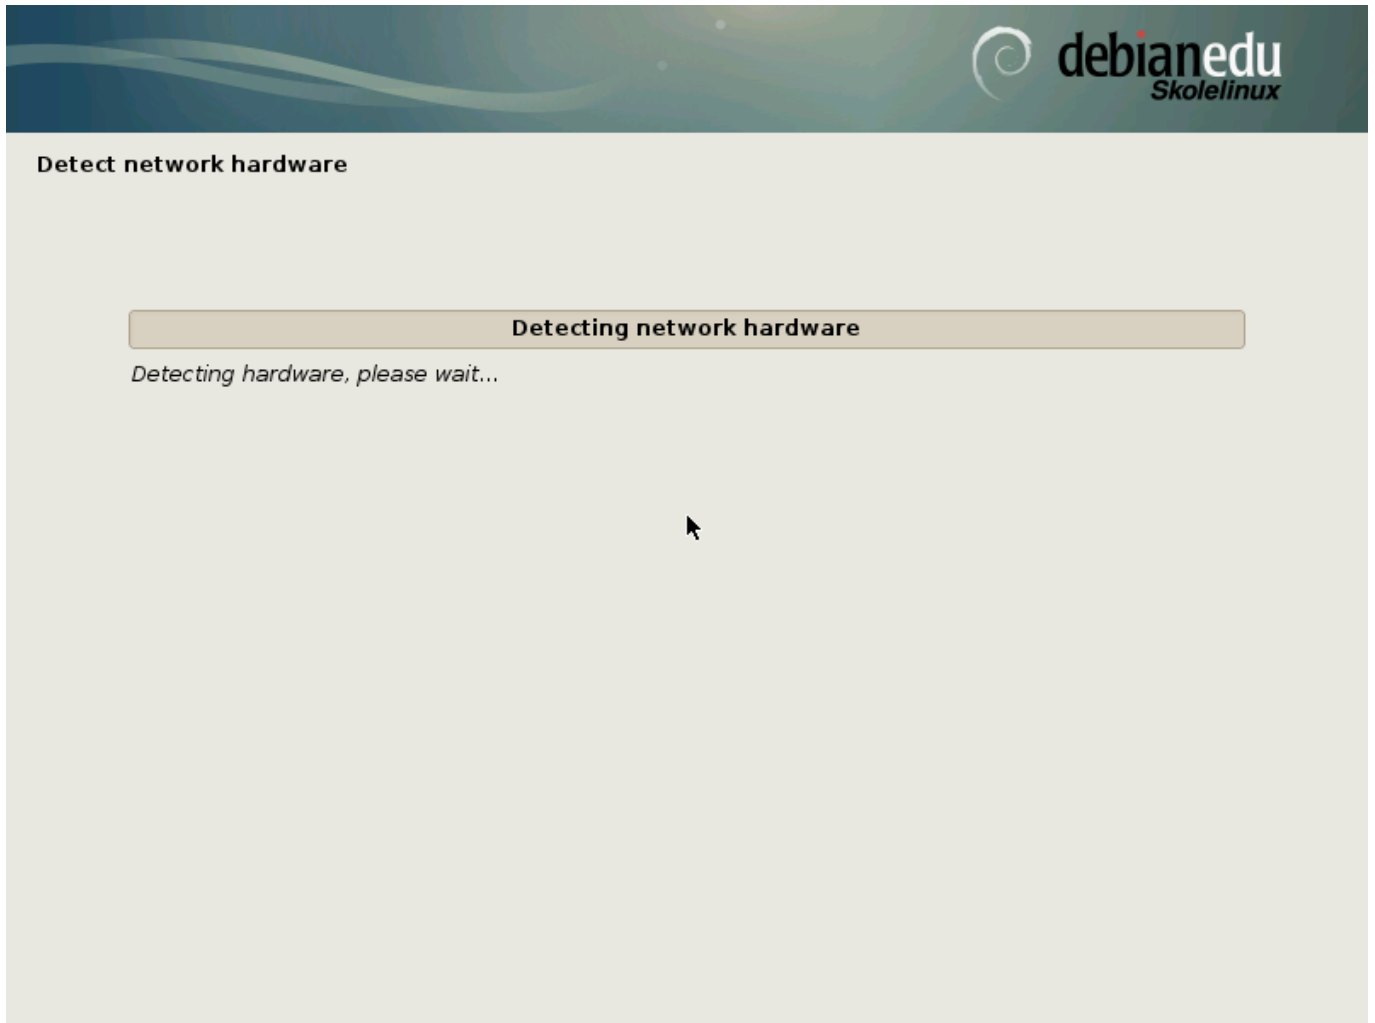 debianedu
Skolelinux
Detect network hardware
Detecting network hardware
Detecting hardware, please wait...